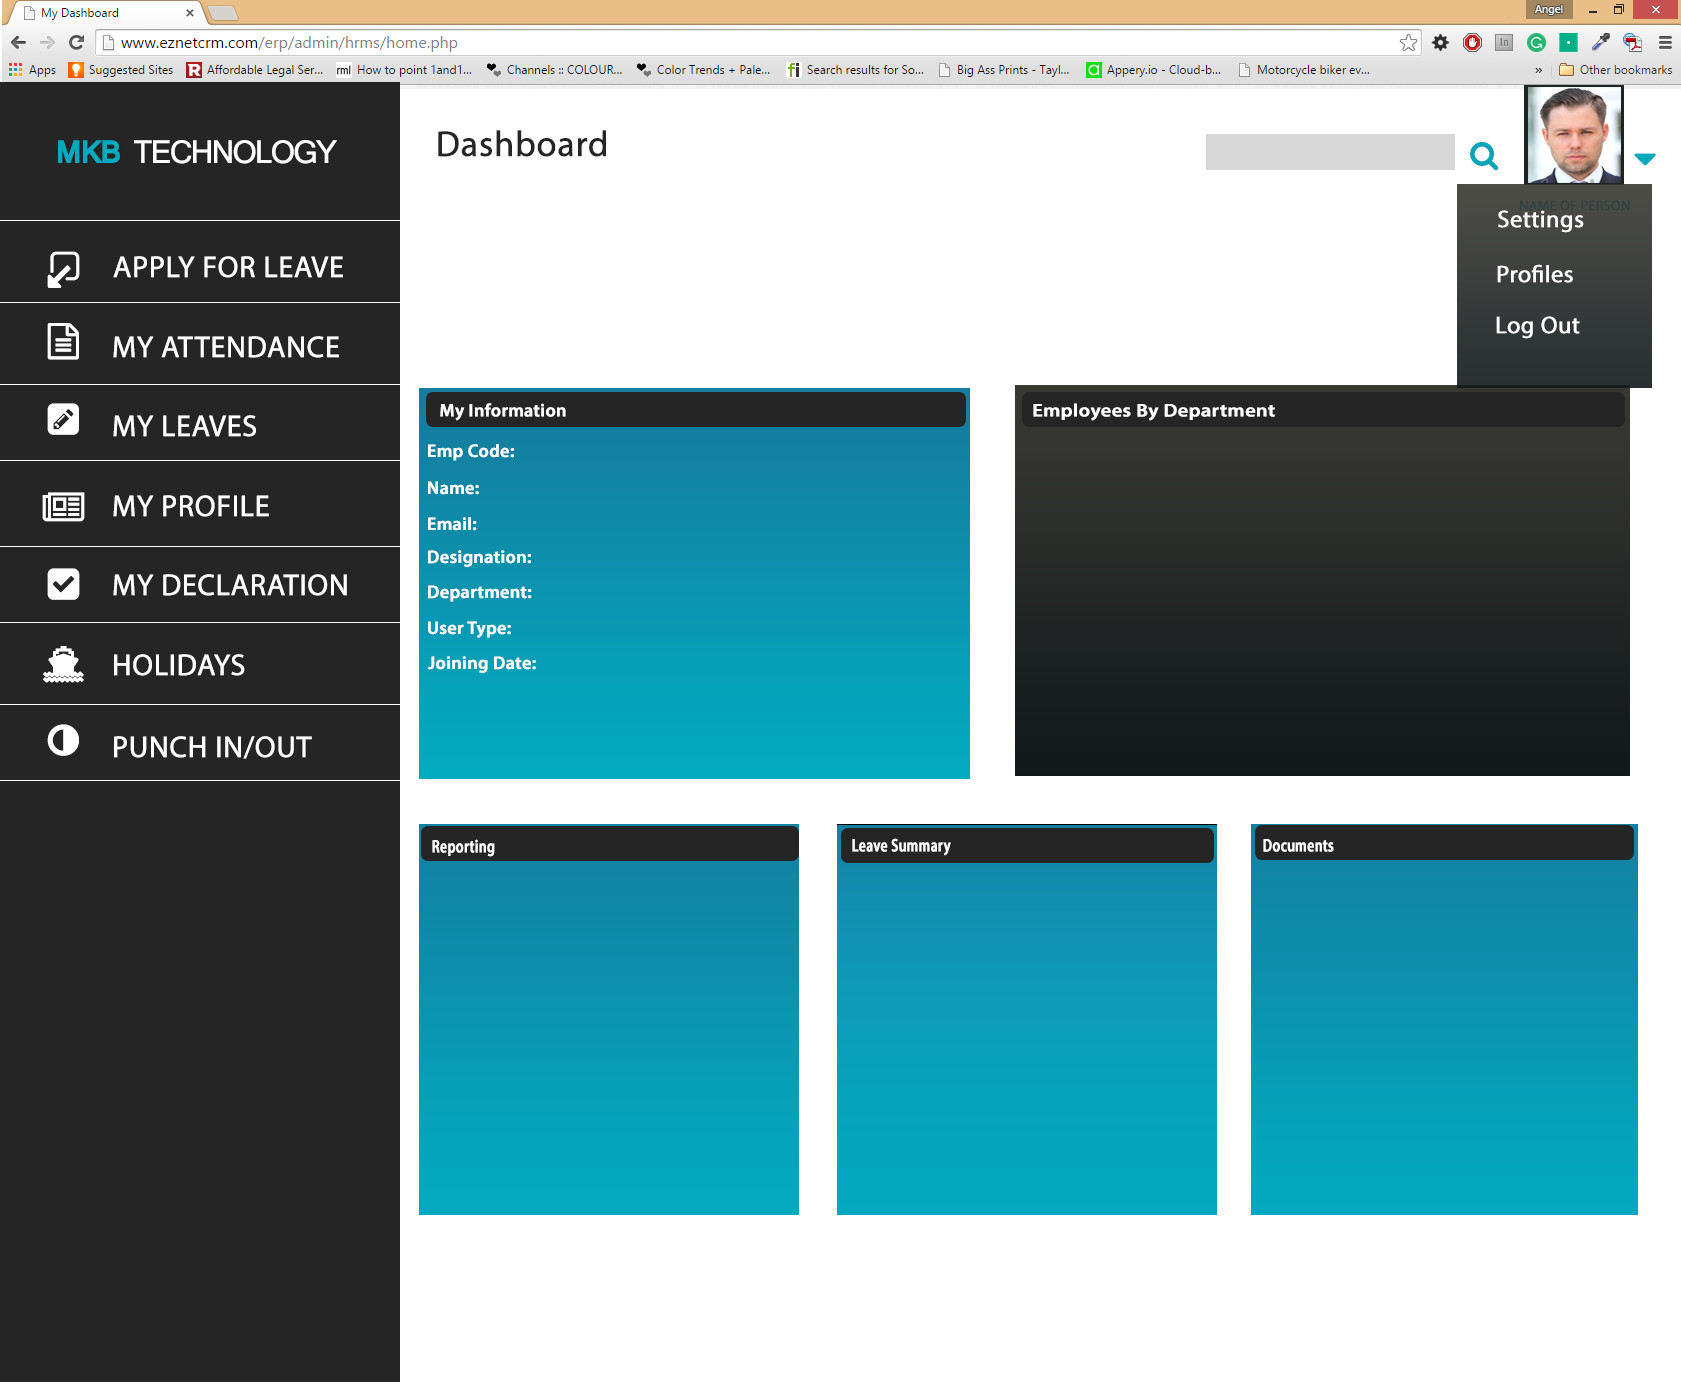 My Dashboard
Angel
www.eznetcrm.com/erp/admin/hrms/home.php
In
Apps
Suggested Sites
R
Affordable Legal Ser...
rml
How to point 1and1...
Channels :: COLOUR...
Color Trends + Pale...
fi
Search results for So...
Big Ass Prints - Tayl...
a
Appery.io - Cloud-b...
Motorcycle biker ev...
»
Other bookmarks
MKB TECHNOLOGY
Dashboard
NAME OF PERSON
Settings
Profiles
Log Out
APPLY FOR LEAVE
MY ATTENDANCE
MY LEAVES
MY PROFILE
MY DECLARATION
HOLIDAYS
PUNCH IN/OUT
My Information
Emp Code:
Name:
Email:
Designation:
Department:
User Type:
Joining Date:
Employees By Department
Reporting
Leave Summary
Documents